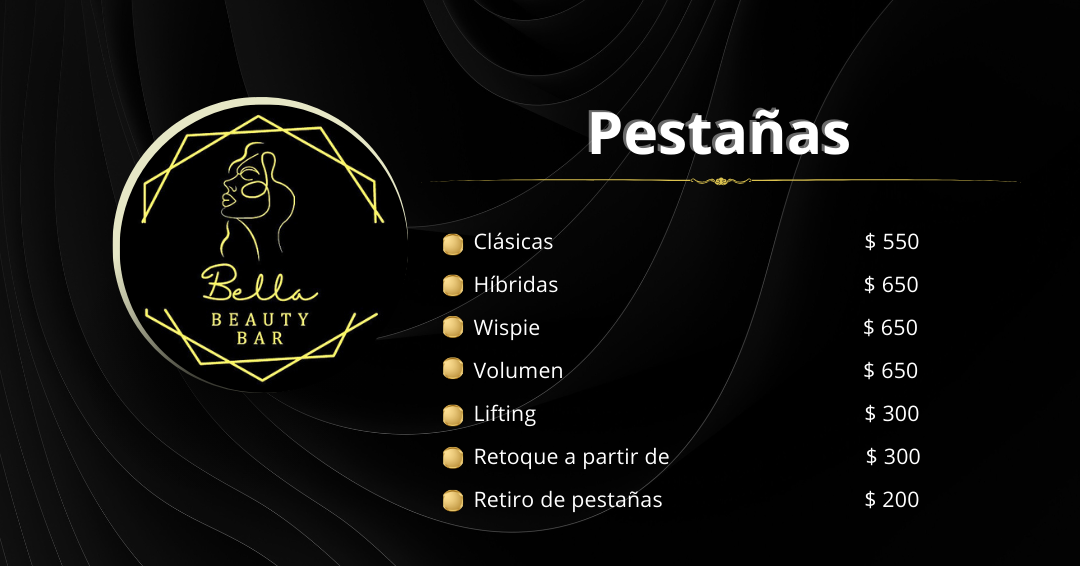 Bella
BEAUTY
BAR
Pestañas
Clásicas $ 550
Híbridas $ 650
Wispie $ 650
Volumen $ 650
Lifting $ 300
Retoque a partir de $ 300
Retiro de pestañas $ 200